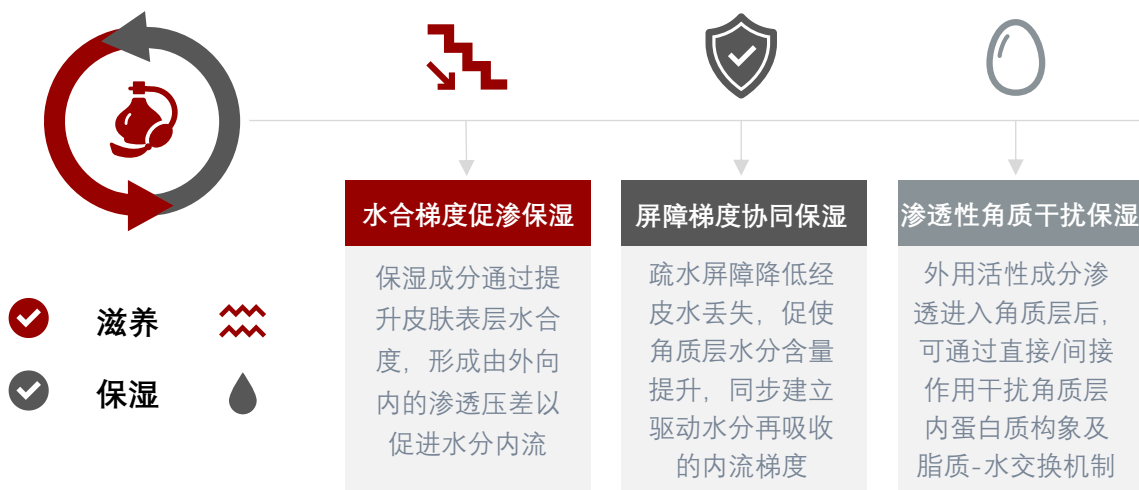 滋养
保湿
水合梯度促渗保湿
保湿成分通过提
升皮肤表层水合
度，形成由外向
内的渗透压差以
促进水分内流
屏障梯度协同保湿
疏水屏障降低经
皮水丢失，促使
角质层水分含量
提升，同步建立
驱动水分再吸收
的内流梯度
渗透性角质干扰保湿
外用活性成分渗
透进入角质层后，
可通过直接/间接
作用干扰角质层
内蛋白质构象及
脂质-水交换机制